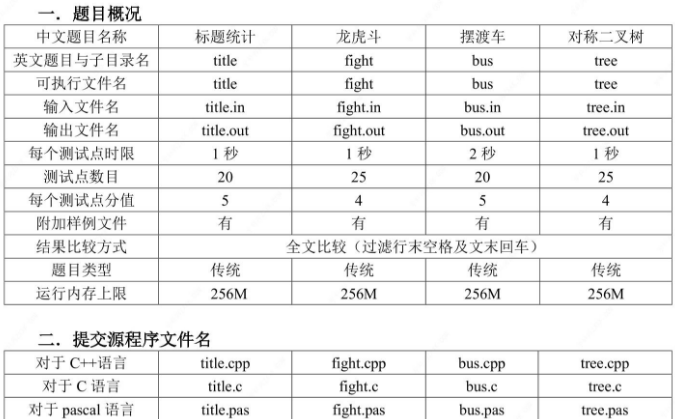 一．题目概况
中文题目名称 标题统计 龙虎斗 摆渡车 对称二叉树
英文题目与子目录名 title fight bus tree
可执行文件名 title fight bus tree
输入文件名 title.in fight.in bus.in tree.in
输出文件名 title.out fight.out bus.out tree.out
每个测试点时限 1 秒 1 秒 2 秒 1 秒
测试点数目 20 25 20 25
每个测试点分值 5 4 5 4
附加样例文件 有 有 有 有
结果比较方式 全文比较（过滤行末空格及文末回车）
题目类型 传统 传统 传统 传统
运行内存上限 256M 256M 256M 256M
二．提交源程序文件名
对于 C++语言 title.cpp fight.cpp bus.cpp tree.cpp
对于 C 语言 title.c fight.c bus.c tree.c
对于 pascal 语言 title.pas fight.pas bus.pas tree.pas